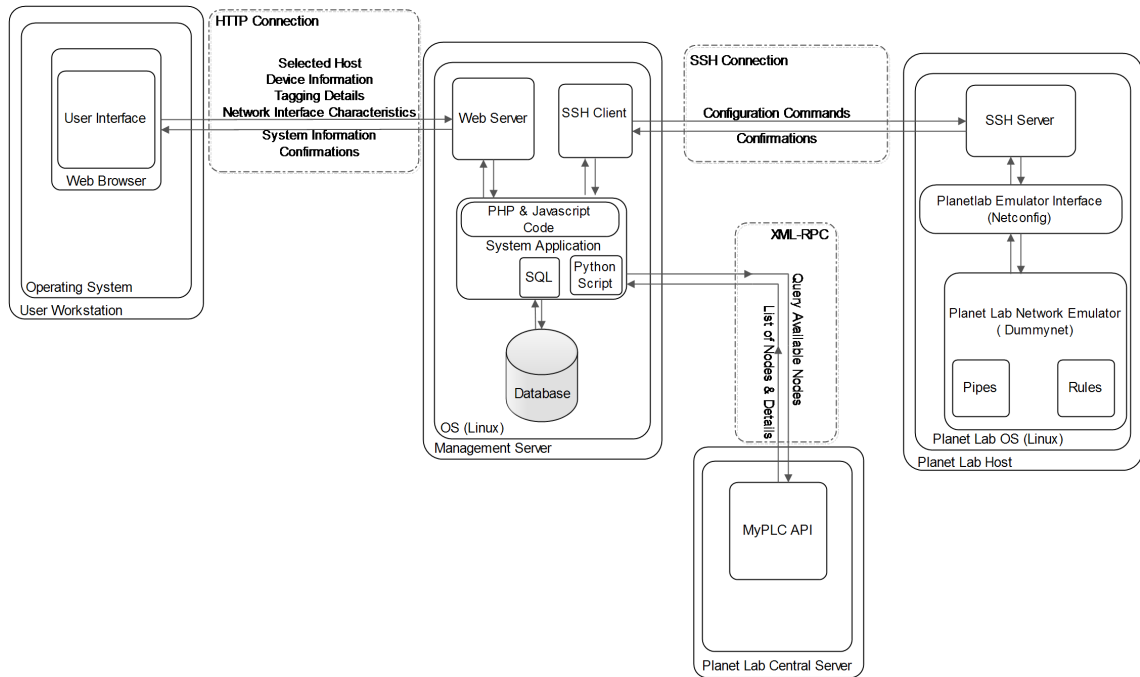 HTTP Connection
Selected Host
Device Information
Tagging Details
Network Interface Characteristics
System Information
Confirmations
User Interface
Web Browser
Operating System
User Workstation
Web Server
SSH Client
PHP & Javascript
Code
System Application
SQL
Python
Script
Database
OS (Linux)
Management Server
SSH Connection
Configuration Commands
Confirmations
XML-RPC
Query Available Nodes
List of Nodes & Details
MyPLC API
Planet Lab Central Server
SSH Server
Planetlab Emulator Interface
(Netconfig)
Planet Lab Network Emulator
( Dummynet)
Pipes
Rules
Planet Lab OS (Linux)
Planet Lab Host